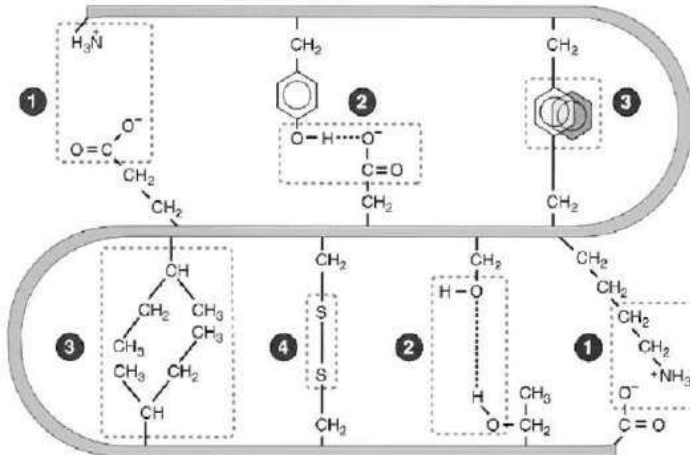 H₃N⁺
CH₂
CH₂
1
2
3
O⁻
O=C
O—H
O⁻
C=O
CH₂
CH₂
CH₂
CH₂
CH₂
CH
CH₂
CH₂
CH₂
CH₂
H—O
CH₂
CH₃
S
CH₂
3
4
2
1
CH₃
CH₃
CH₂
⁺NH₃
CH₃
CH₂
S
O⁻
H
CH₃
CH
CH₂
O
CH₂
C=O